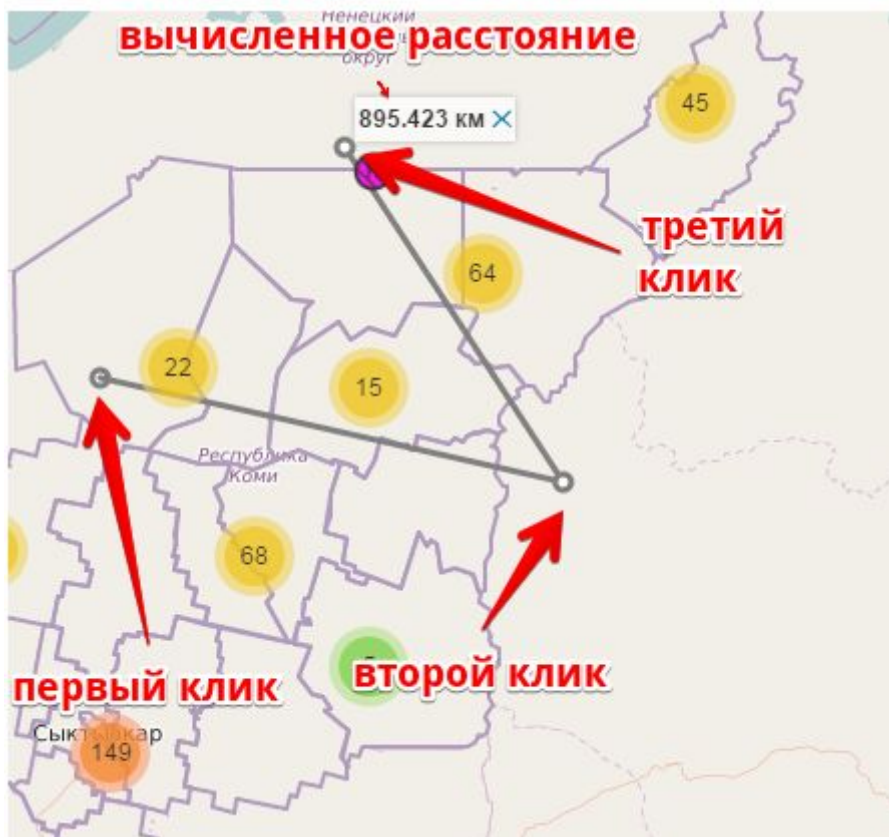 Ненецкий
вычисленное расстояние
округ
895.423 км
45
третий
клик
64
22
15
Республика
Коми
68
первый клик
второй клик
Сыктывкар
149